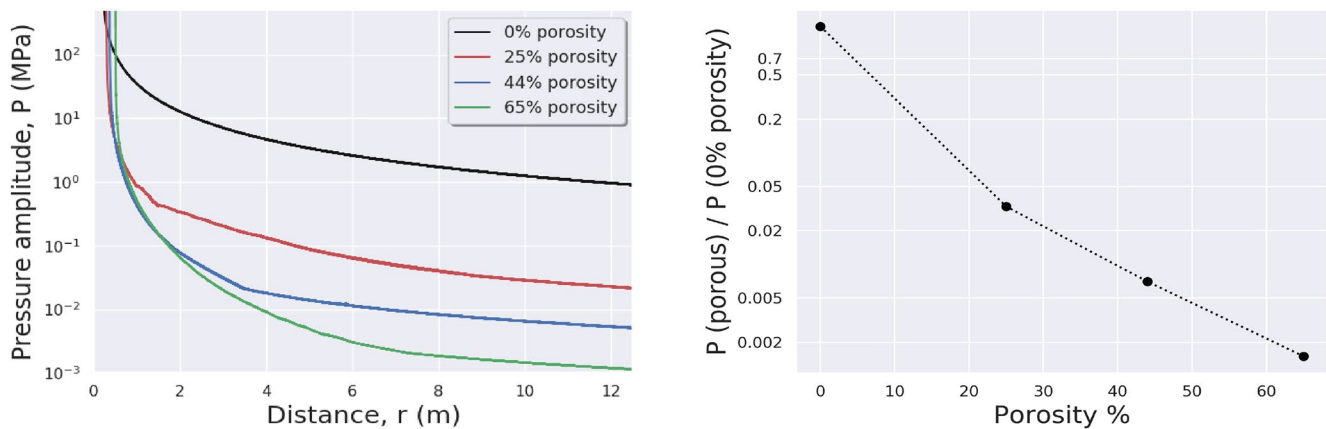 Pressure amplitude, P (MPa)
10²
10¹
10⁰
10⁻¹
10⁻²
10⁻³
0% porosity
25% porosity
44% porosity
65% porosity
0 2 4 6 8 10 12
Distance, r (m)
P (porous) / P (0% porosity)
0.7
0.5
0.2
0.05
0.02
0.005
0.002
0 10 20 30 40 50 60
Porosity %